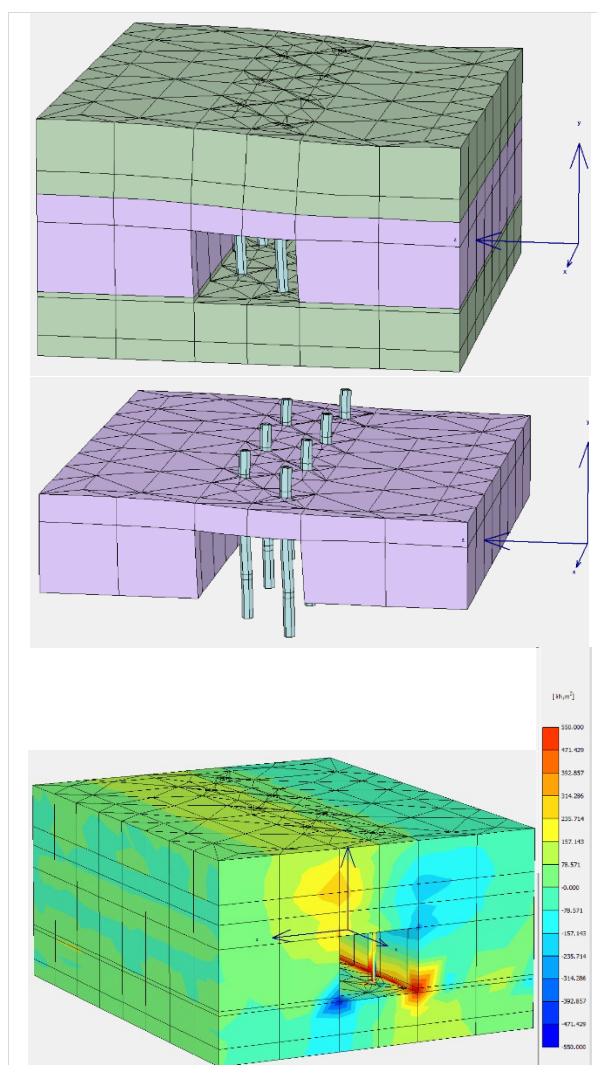 y
z
x
z
x
[kN/m²]
550.000
471.429
392.857
314.286
235.714
157.143
78.571
-0.000
-78.571
-157.143
-235.714
-314.286
-392.857
-471.429
-550.000